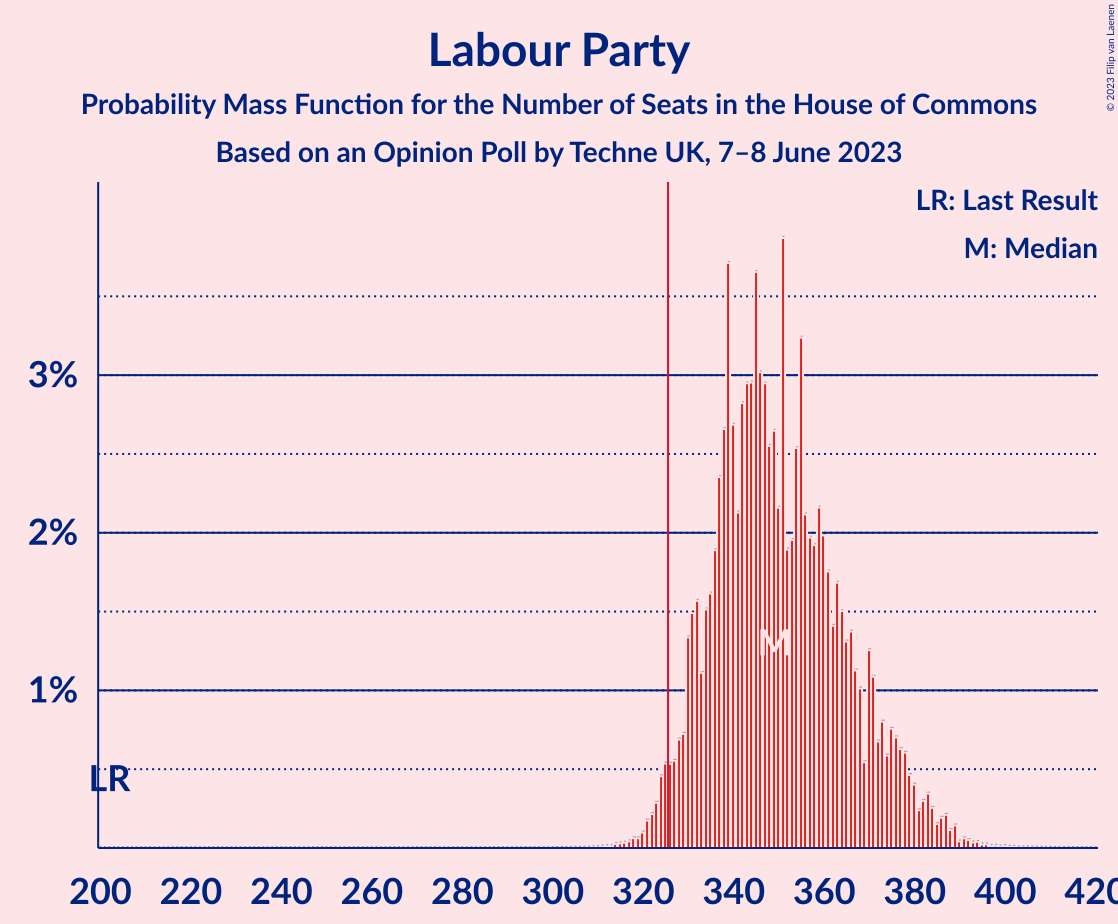 Labour Party
Probability Mass Function for the Number of Seats in the House of Commons
Based on an Opinion Poll by Techne UK, 7–8 June 2023
© 2023 Filip van Laenen
LR: Last Result
M: Median
3%
2%
1%
M
LR
200 220 240 260 280 300 320 340 360 380 400 420